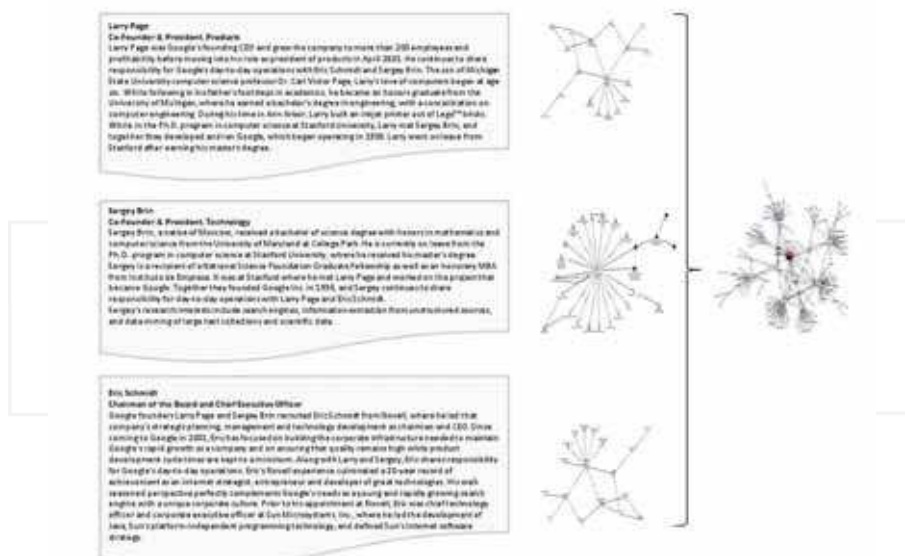 Larry Page
Co-Founder & President, Products
Larry Page was Google's founding CEO and grew the company to more than 200 employees and
profitability before moving into his role as president of products in April 2001. He continues to share
responsibility for Google's day-to-day operations with Eric Schmidt and Sergey Brin. The son of Michigan
State University computer science professor Dr. Carl Victor Page, Larry's love of computers began at age
six. While following in his father's footsteps in academics, he became an honors graduate from the
University of Michigan, where he earned a bachelor's degree in engineering, with a concentration on
computer engineering. During his time in Ann Arbor, Larry built an inkjet printer out of Lego™ bricks.
While in the Ph.D. program in computer science at Stanford University, Larry met Sergey Brin, and
together they developed and ran Google, which began operating in 1998. Larry went on leave from
Stanford after earning his master's degree.
Sergey Brin
Co-Founder & President, Technology
Sergey Brin, a native of Moscow, received a bachelor of science degree with honors in mathematics and
computer science from the University of Maryland at College Park. He is currently on leave from the
Ph.D. program in computer science at Stanford University, where he received his master's degree.
Sergey is a recipient of a National Science Foundation Graduate Fellowship as well as an honorary MBA
from Instituto de Empresa. It was at Stanford where he met Larry Page and worked on the project that
became Google. Together they founded Google Inc. in 1998, and Sergey continues to share
responsibility for day-to-day operations with Larry Page and Eric Schmidt.
Sergey's research interests include search engines, information extraction from unstructured sources,
and data mining of large text collections and scientific data.
Eric Schmidt
Chairman of the Board and Chief Executive Officer
Google founders Larry Page and Sergey Brin recruited Eric Schmidt from Novell, where he led that
company's strategic planning, management and technology development as chairman and CEO. Since
coming to Google in 2001, Eric has focused on building the corporate infrastructure needed to maintain
Google's rapid growth as a company and on ensuring that quality remains high while product
development cycle times are kept to a minimum. Along with Larry and Sergey, Eric shares responsibility
for Google's day-to-day operations. Eric's Novell experience culminated a 20-year record of
achievement as an Internet strategist, entrepreneur and developer of great technologies. His well-
seasoned perspective perfectly complements Google's needs as a young and rapidly growing search
engine with a unique corporate culture. Prior to his appointment at Novell, Eric was chief technology
officer and corporate executive officer at Sun Microsystems, Inc., where he led the development of
Java, Sun's platform-independent programming technology, and defined Sun's Internet software
strategy.